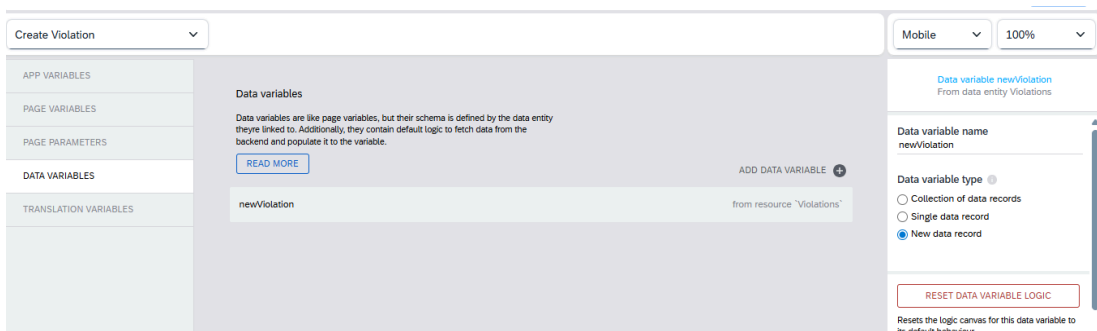 Create Violation
Mobile
100%
APP VARIABLES
PAGE VARIABLES
PAGE PARAMETERS
DATA VARIABLES
TRANSLATION VARIABLES
Data variables
Data variables are like page variables, but their schema is defined by the data entity
theyre linked to. Additionally, they contain default logic to fetch data from the
backend and populate it to the variable.
READ MORE
ADD DATA VARIABLE
newViolation
from resource `Violations`
Data variable newViolation
From data entity Violations
Data variable name
newViolation
Data variable type
Collection of data records
Single data record
New data record
RESET DATA VARIABLE LOGIC
Resets the logic canvas for this data variable to
its default behaviour